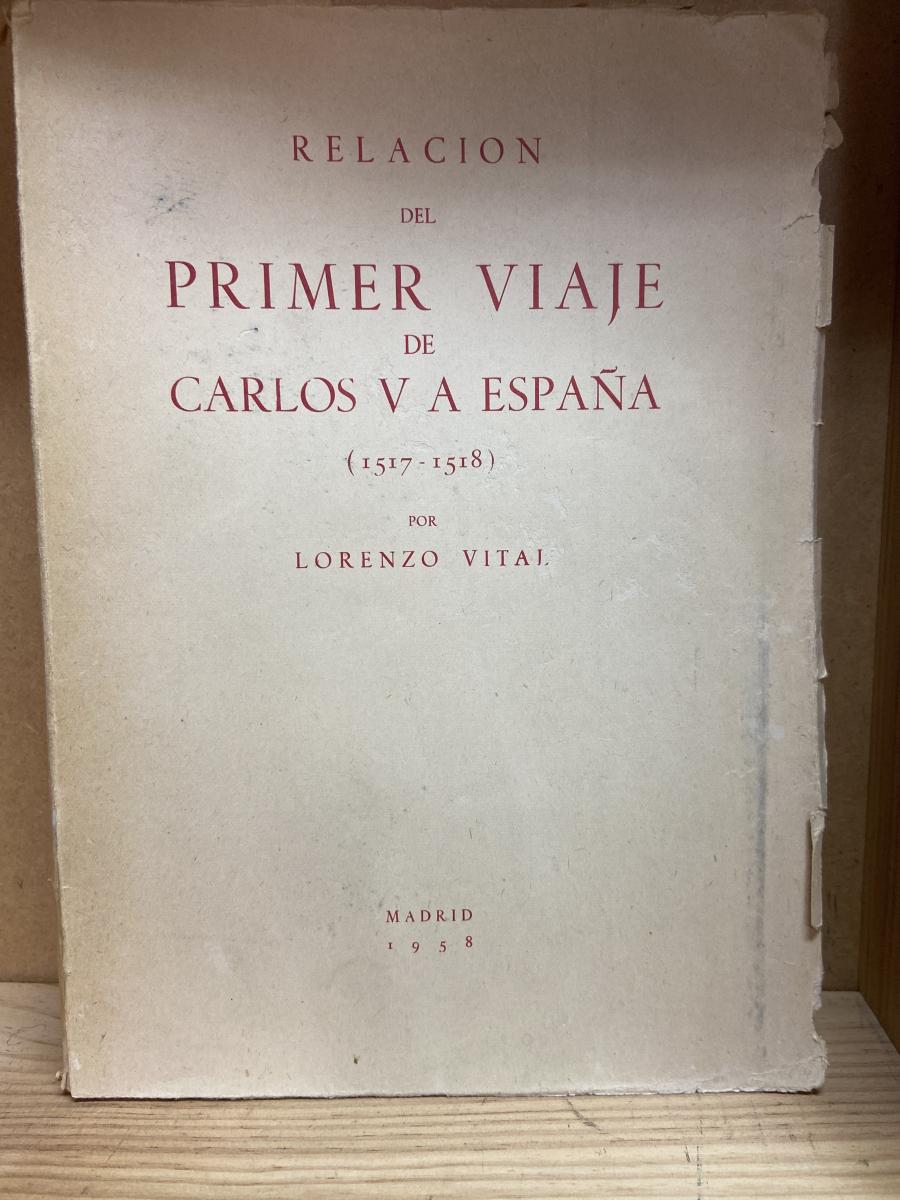 RELACION
DEL
PRIMER VIAJE
DE
CARLOS V A ESPAÑA
(1517-1518)
POR
LORENZO VITAL
MADRID
1958